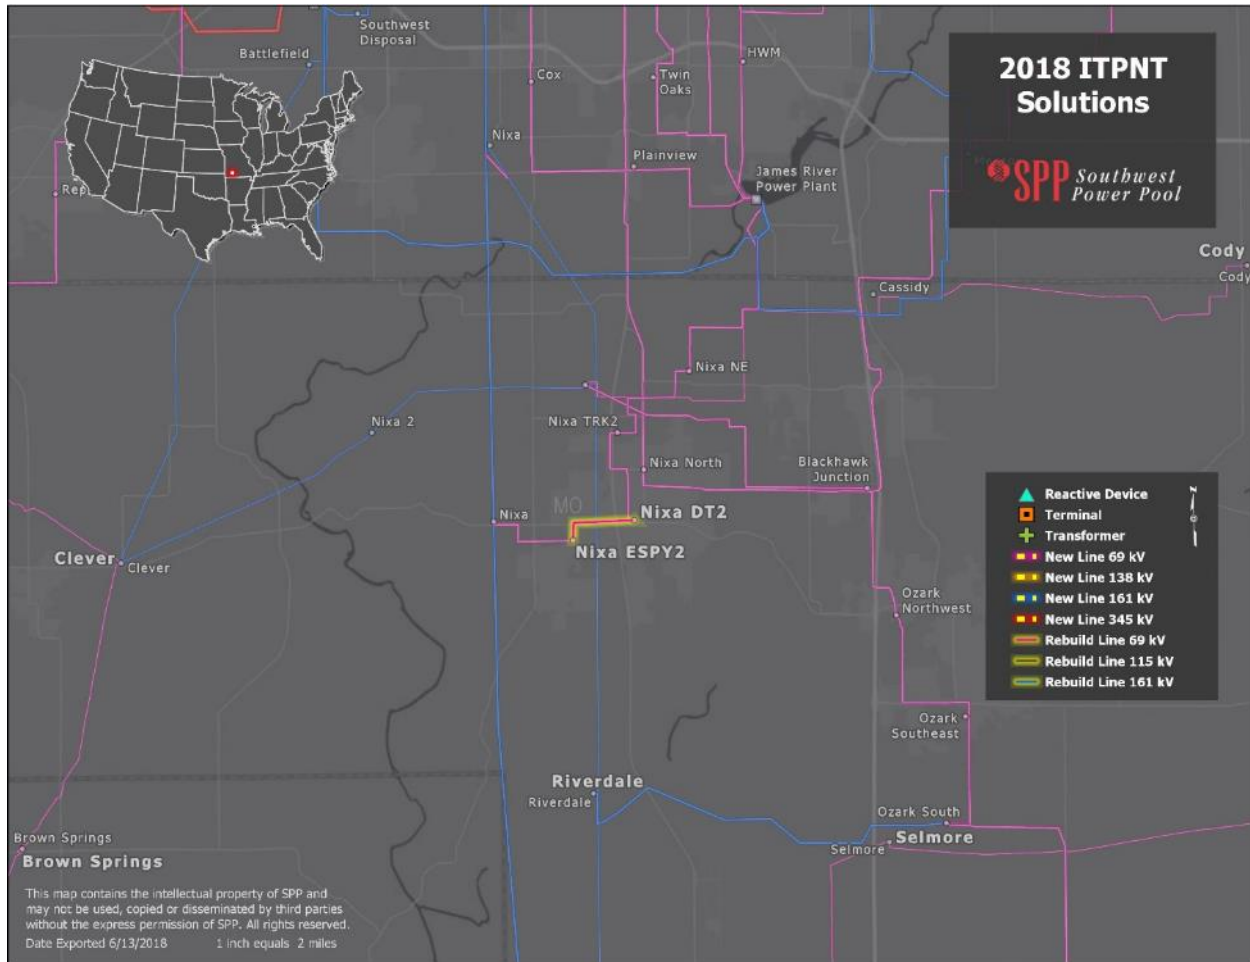 Southwest
Disposal
Battlefield
Cox
Twin
Oaks
HWM
2018 ITPNT
Solutions
SPP Southwest
Power Pool
Nixa
Plainview
James River
Power Plant
Rep
Cody
Cody
Cassidy
Nixa NE
Nixa 2
Nixa TRK2
Nixa North
Blackhawk
Junction
MO
Nixa
Nixa DT2
Nixa ESPY2
Clever
Clever
Reactive Device
Terminal
Transformer
New Line 69 kV
New Line 138 kV
New Line 161 kV
New Line 345 kV
Rebuild Line 69 kV
Rebuild Line 115 kV
Rebuild Line 161 kV
Ozark
Northwest
Ozark
Southeast
Riverdale
Riverdale
Ozark South
Selmore
Selmore
Brown Springs
Brown Springs
This map contains the intellectual property of SPP and
may not be used, copied or disseminated by third parties
without the express permission of SPP. All rights reserved.
Date Exported 6/13/2018 1 inch equals 2 miles